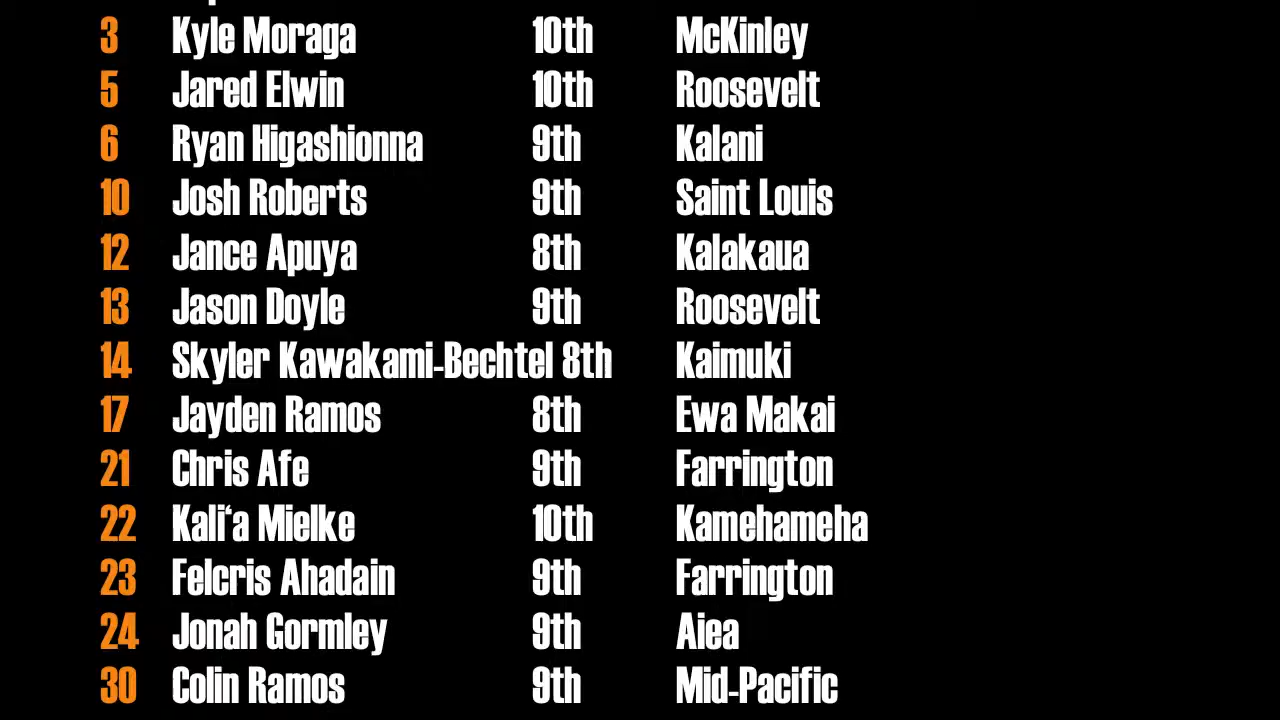 3 Kyle Moraga 10th McKinley
5 Jared Elwin 10th Roosevelt
6 Ryan Higashionna 9th Kalani
10 Josh Roberts 9th Saint Louis
12 Jance Apuya 8th Kalakaua
13 Jason Doyle 9th Roosevelt
14 Skyler Kawakami-Bechtel 8th Kaimuki
17 Jayden Ramos 8th Ewa Makai
21 Chris Afe 9th Farrington
22 Kali‘a Mielke 10th Kamehameha
23 Felcris Ahadain 9th Farrington
24 Jonah Gormley 9th Aiea
30 Colin Ramos 9th Mid-Pacific